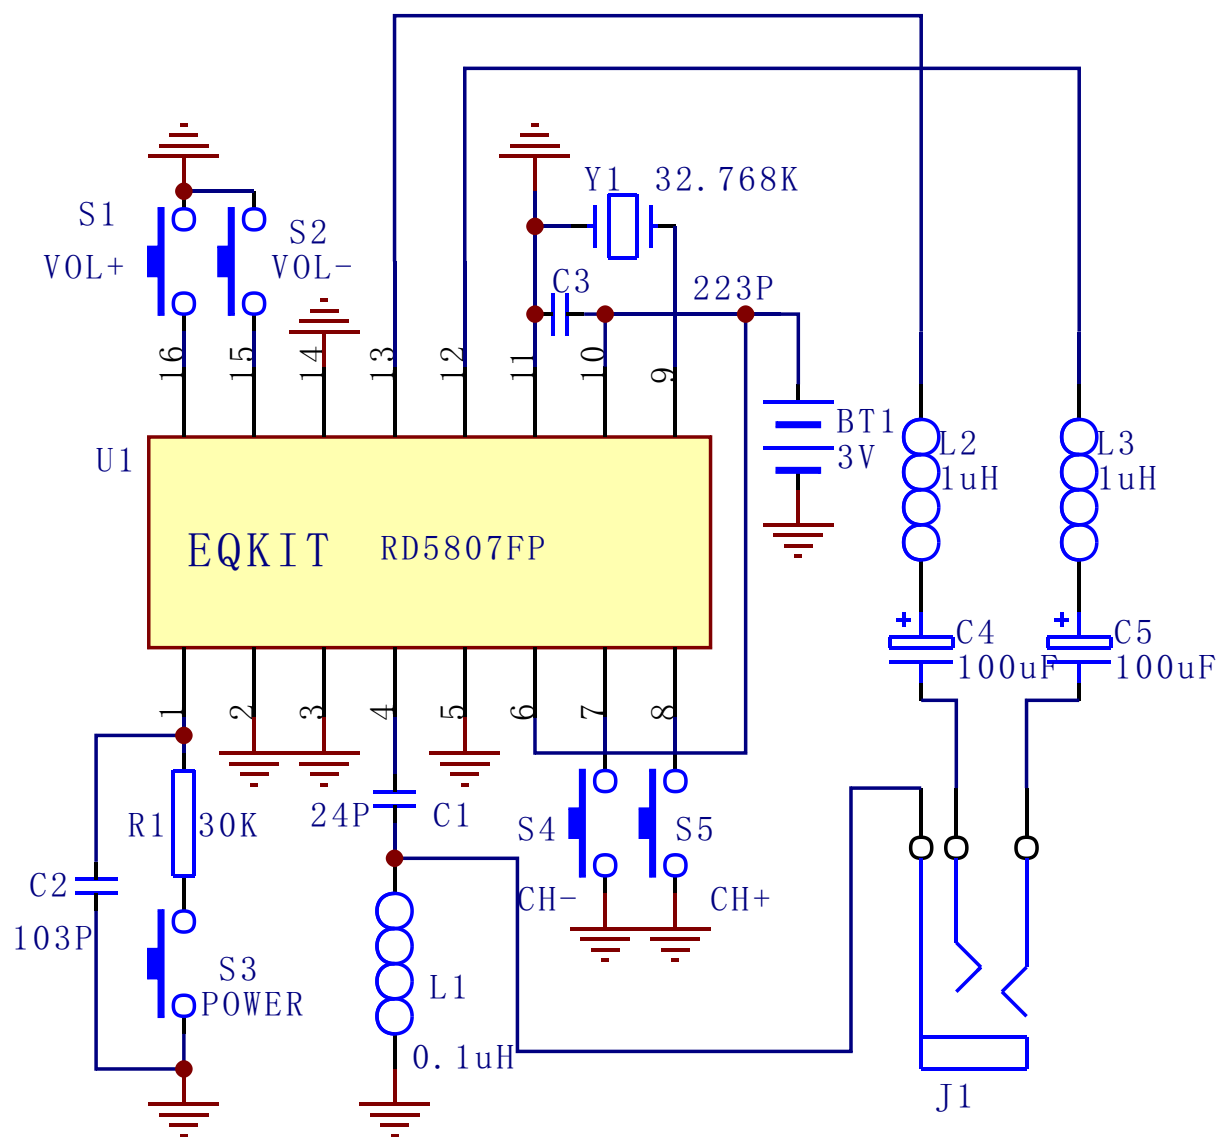 Y1 32.768K
S1
S2
VOL+
VOL-
C3
223P
16
15
14
13
12
11
10
9
BT1
3V
L2
1uH
L3
1uH
U1
EQKIT RD5807FP
C4
100uF
C5
100uF
1
2
3
4
5
6
7
8
R1
30K
24P
C1
S4
S5
C2
103P
CH-
CH+
S3
POWER
L1
0.1uH
J1